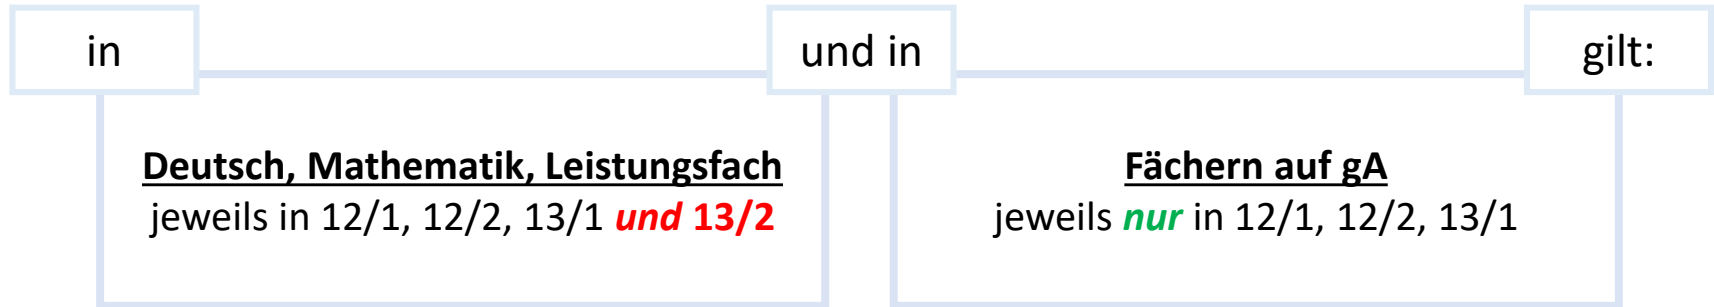 in
und in
gilt:
Deutsch, Mathematik, Leistungsfach
jeweils in 12/1, 12/2, 13/1 und 13/2
Fächern auf gA
jeweils nur in 12/1, 12/2, 13/1